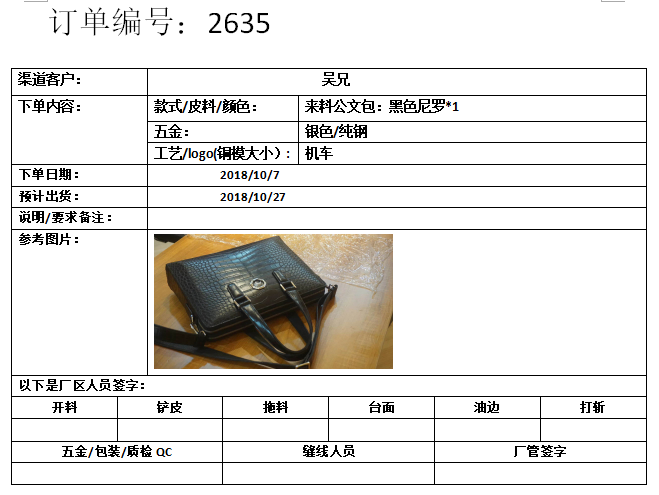 订单编号：2635
渠道客户： 吴兄
下单内容： 款式/皮料/颜色： 来料公文包：黑色尼罗*1
五金： 银色/纯钢
工艺/logo(铜模大小）： 机车
下单日期： 2018/10/7
预计出货： 2018/10/27
说明/要求备注：
参考图片：
以下是厂区人员签字：
开料 铲皮 拖料 台面 油边 打斩
五金/包装/质检QC 缝线人员 厂管签字